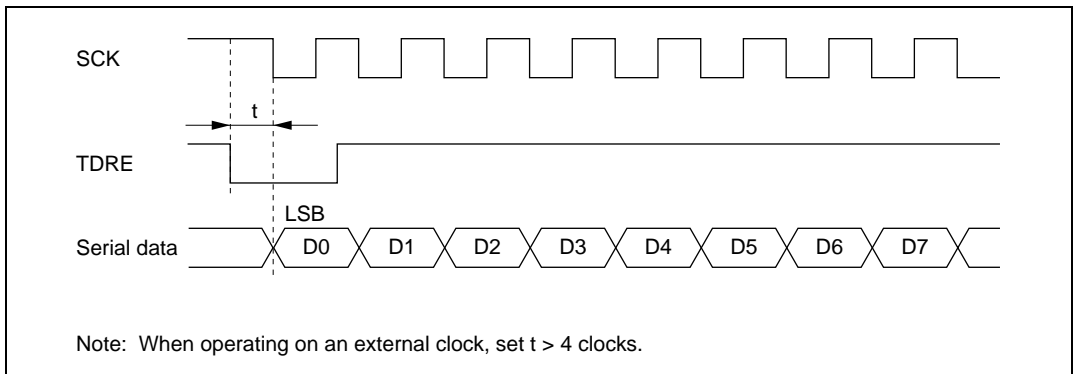 SCK
t
TDRE
LSB
Serial data D0 D1 D2 D3 D4 D5 D6 D7
Note: When operating on an external clock, set t > 4 clocks.